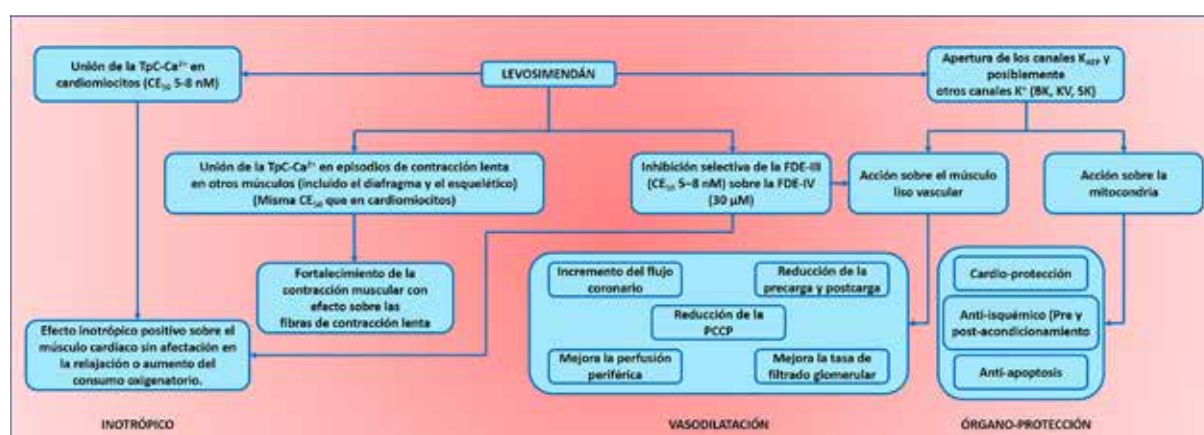 Unión de la TpC-Ca²⁺ en
cardiomiocitos (CE₅₀ 5-8 nM)
LEVOSIMENDÁN
Apertura de los canales K_ATP y
posiblemente
otros canales K⁺ (BK, KV, SK)
Unión de la TpC-Ca²⁺ en episodios de contracción lenta
en otros músculos (incluido el diafragma y el esquelético)
(Misma CE₅₀ que en cardiomiocitos)
Inhibición selectiva de la FDE-III
(CE₅₀ 5–8 nM) sobre la FDE-IV
(30 µM)
Acción sobre el músculo
liso vascular
Acción sobre la
mitocondria
Fortalecimiento de la
contracción muscular con
efecto sobre las
fibras de contracción lenta
Efecto inotrópico positivo sobre el
músculo cardiaco sin afectación en
la relajación o aumento del
consumo oxigenatorio.
Incremento del flujo
coronario
Reducción de la
precarga y postcarga
Reducción de la
PCCP
Mejora la perfusión
periférica
Mejora la tasa de
filtrado glomerular
Cardio-protección
Anti-isquémico (Pre y
post-acondicionamiento
Anti-apoptosis
INOTRÓPICO
VASODILATACIÓN
ÓRGANO-PROTECCIÓN